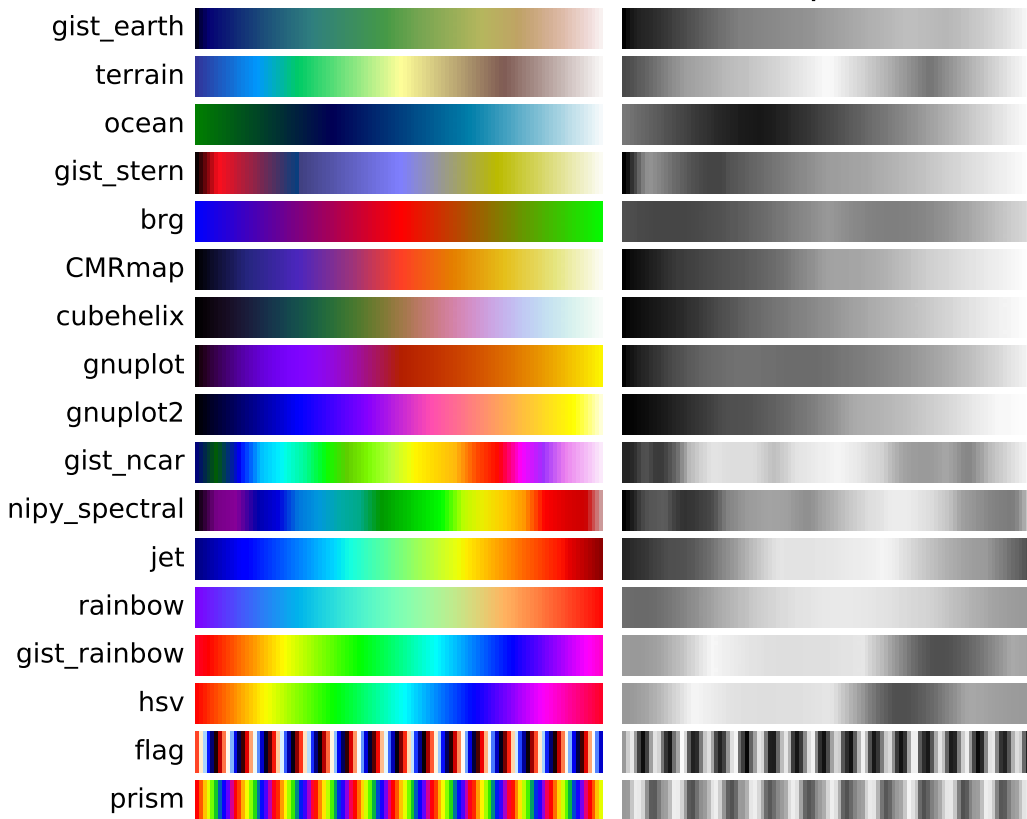 gist_earth
terrain
ocean
gist_stern
brg
CMRmap
cubehelix
gnuplot
gnuplot2
gist_ncar
nipy_spectral
jet
rainbow
gist_rainbow
hsv
flag
prism